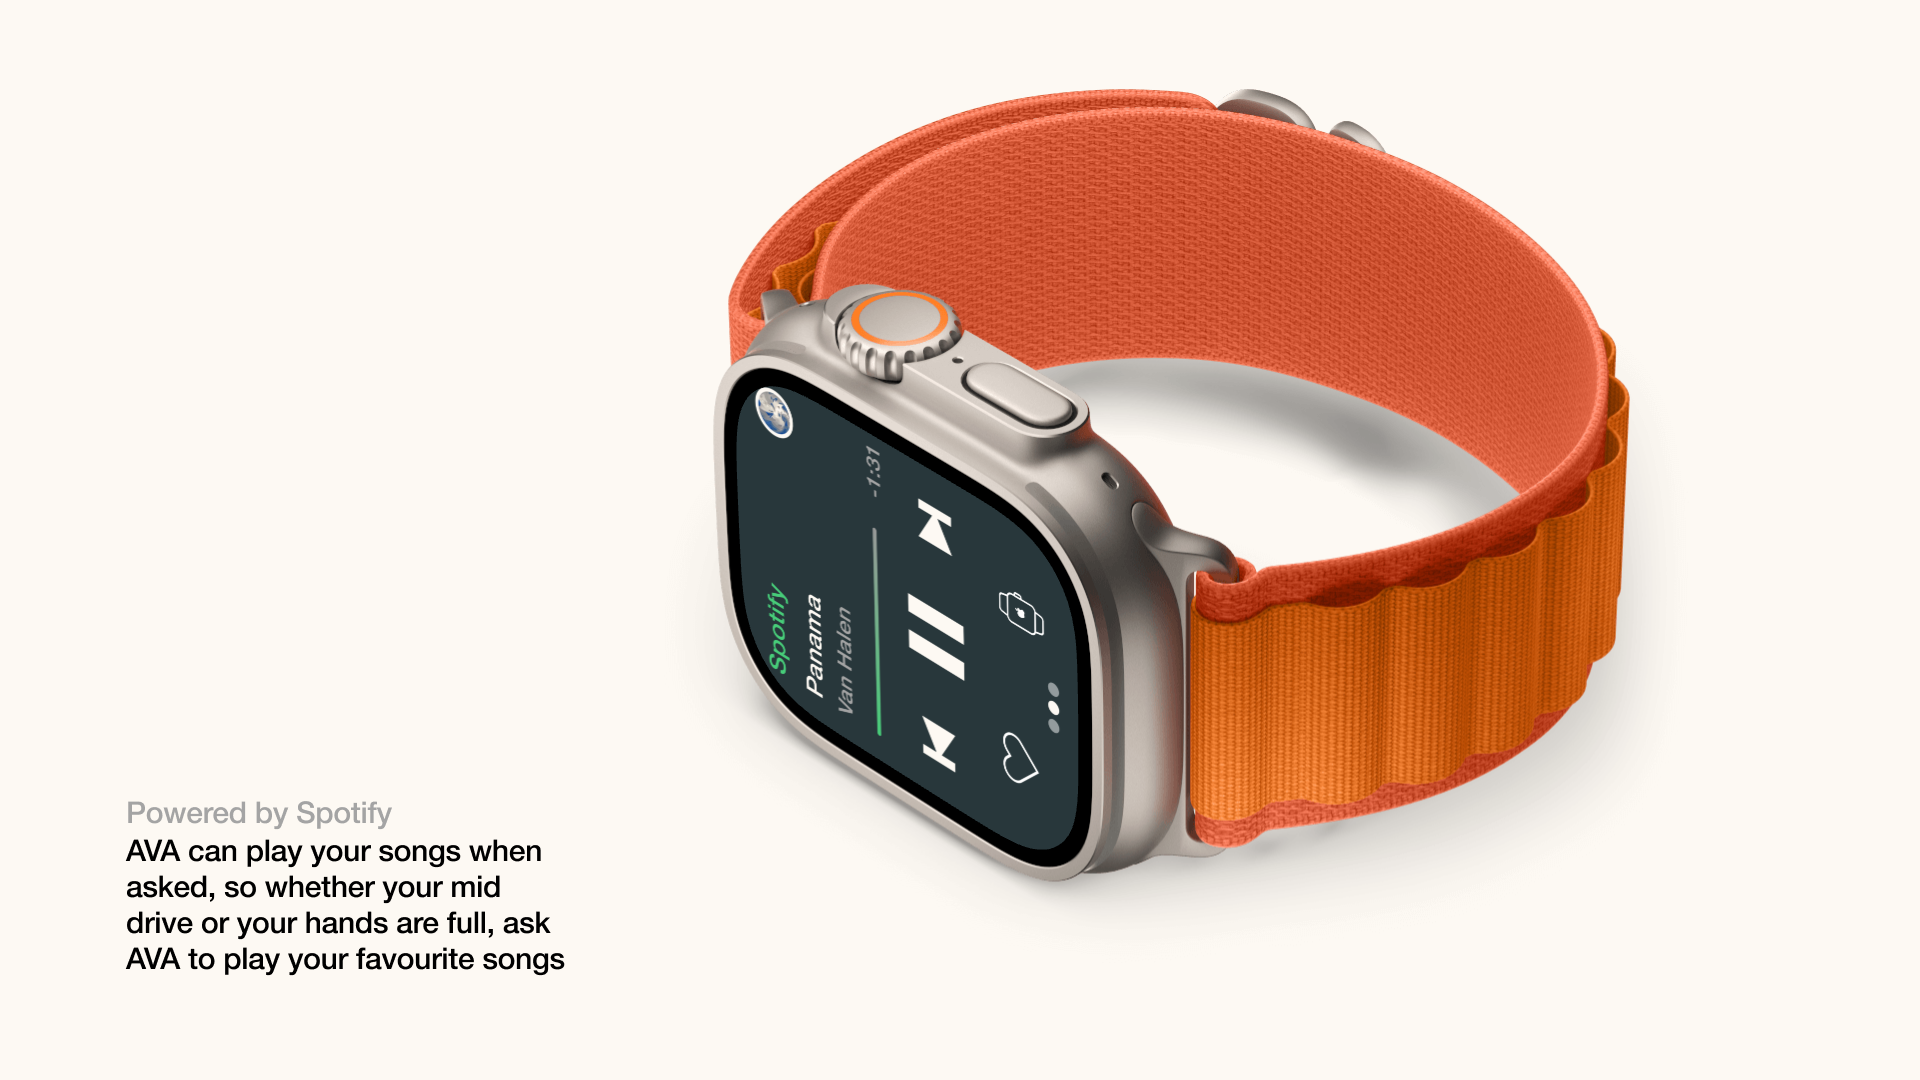 Spotify
Panama
Van Halen
-1:31
Powered by Spotify
AVA can play your songs when
asked, so whether your mid
drive or your hands are full, ask
AVA to play your favourite songs